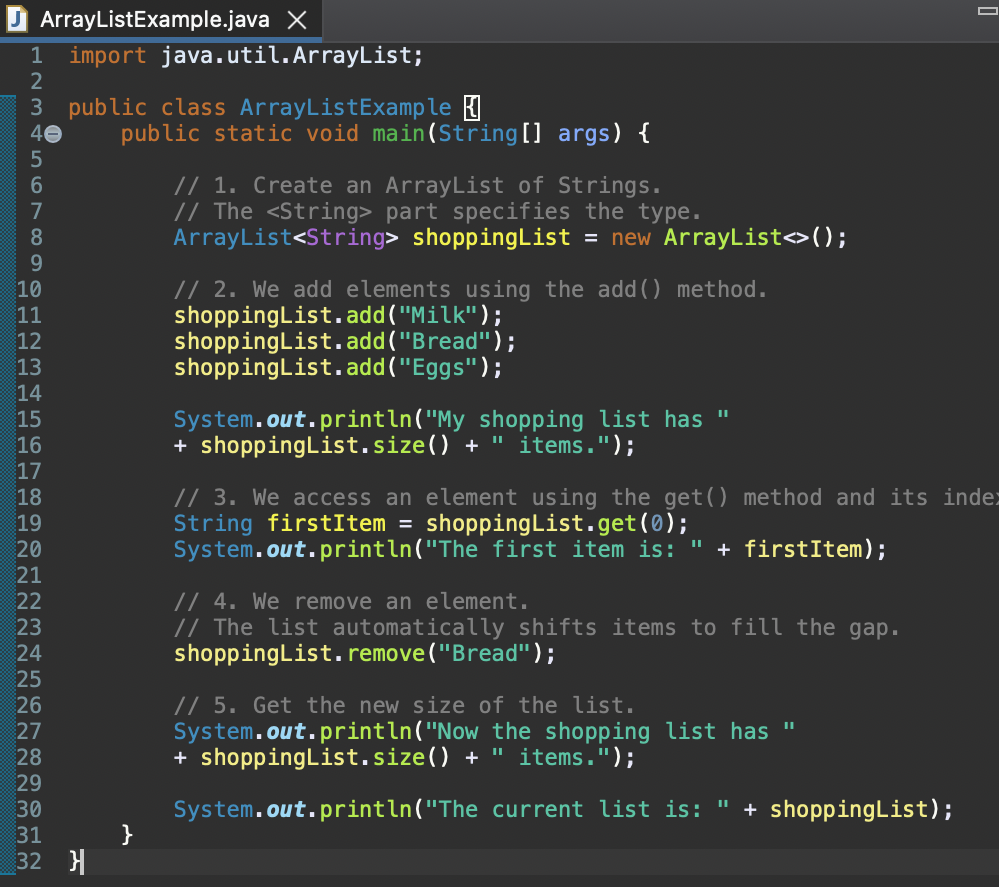 ArrayListExample.java
1 import java.util.ArrayList;
2
3 public class ArrayListExample {
4 public static void main(String[] args) {
5
6 // 1. Create an ArrayList of Strings.
7 // The <String> part specifies the type.
8 ArrayList<String> shoppingList = new ArrayList<>();
9
10 // 2. We add elements using the add() method.
11 shoppingList.add("Milk");
12 shoppingList.add("Bread");
13 shoppingList.add("Eggs");
14
15 System.out.println("My shopping list has "
16 + shoppingList.size() + " items.");
17
18 // 3. We access an element using the get() method and its inde
19 String firstItem = shoppingList.get(0);
20 System.out.println("The first item is: " + firstItem);
21
22 // 4. We remove an element.
23 // The list automatically shifts items to fill the gap.
24 shoppingList.remove("Bread");
25
26 // 5. Get the new size of the list.
27 System.out.println("Now the shopping list has "
28 + shoppingList.size() + " items.");
29
30 System.out.println("The current list is: " + shoppingList);
31 }
32 }